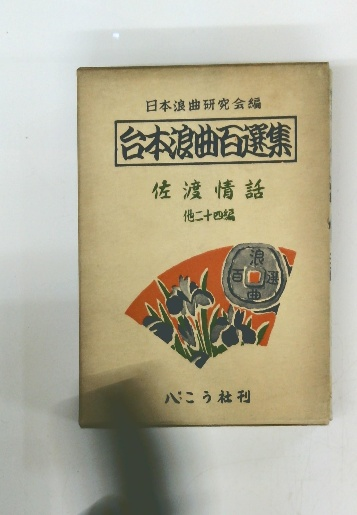 日本浪曲研究会編
台本浪曲百選集
佐渡情話
他二十四編
浪曲百選
八こう社刊